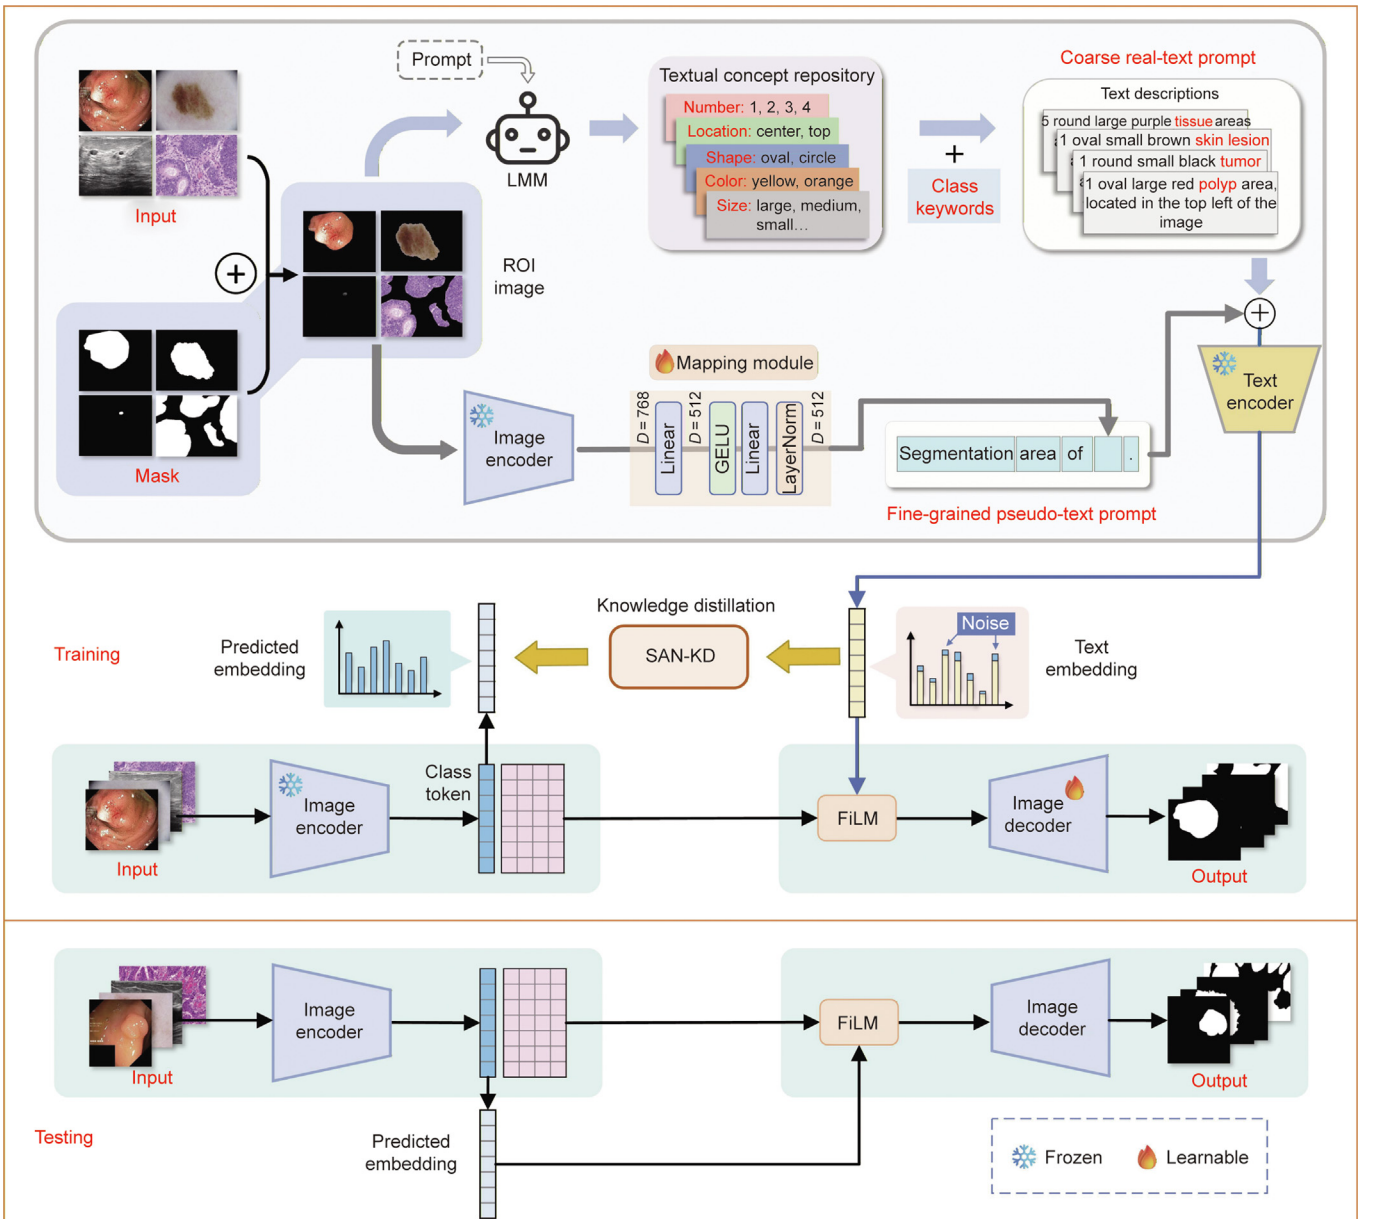 Prompt
LMM
Input
Mask
ROI
image
Textual concept repository
Number: 1, 2, 3, 4
Location: center, top
Shape: oval, circle
Color: yellow, orange
Size: large, medium,
small…
+
Class
keywords
Coarse real-text prompt
Text descriptions
5 round large purple tissue areas
1 oval small brown skin lesion
1 round small black tumor
1 oval large red polyp area,
located in the top left of the
image
Text
encoder
Image
encoder
Mapping module
D = 768
Linear
D = 512
GELU
Linear
LayerNorm
D = 512
Segmentation area of .
Fine-grained pseudo-text prompt
Training
Predicted
embedding
Knowledge distillation
SAN-KD
Noise
Text
embedding
Input
Image
encoder
Class
token
FiLM
Image
decoder
Output
Testing
Input
Image
encoder
Predicted
embedding
FiLM
Image
decoder
Output
Frozen
Learnable